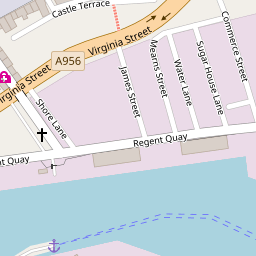 Castle Terrace
Virginia Street
A956
Virginia Street
Commerce Street
Sugar House Lane
Mearns Street
Water Lane
James Street
Shore Lane
Regent Quay
Regent Quay